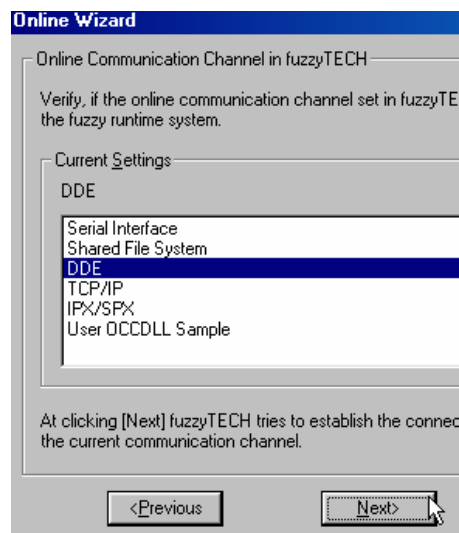 Online Wizard
Online Communication Channel in fuzzyTECH
Verify, if the online communication channel set in fuzzyTE
the fuzzy runtime system.
Current Settings
DDE
Serial Interface
Shared File System
DDE
TCP/IP
IPX/SPX
User OCCDLL Sample
At clicking [Next] fuzzyTECH tries to establish the connec
the current communication channel.
<Previous
Next>